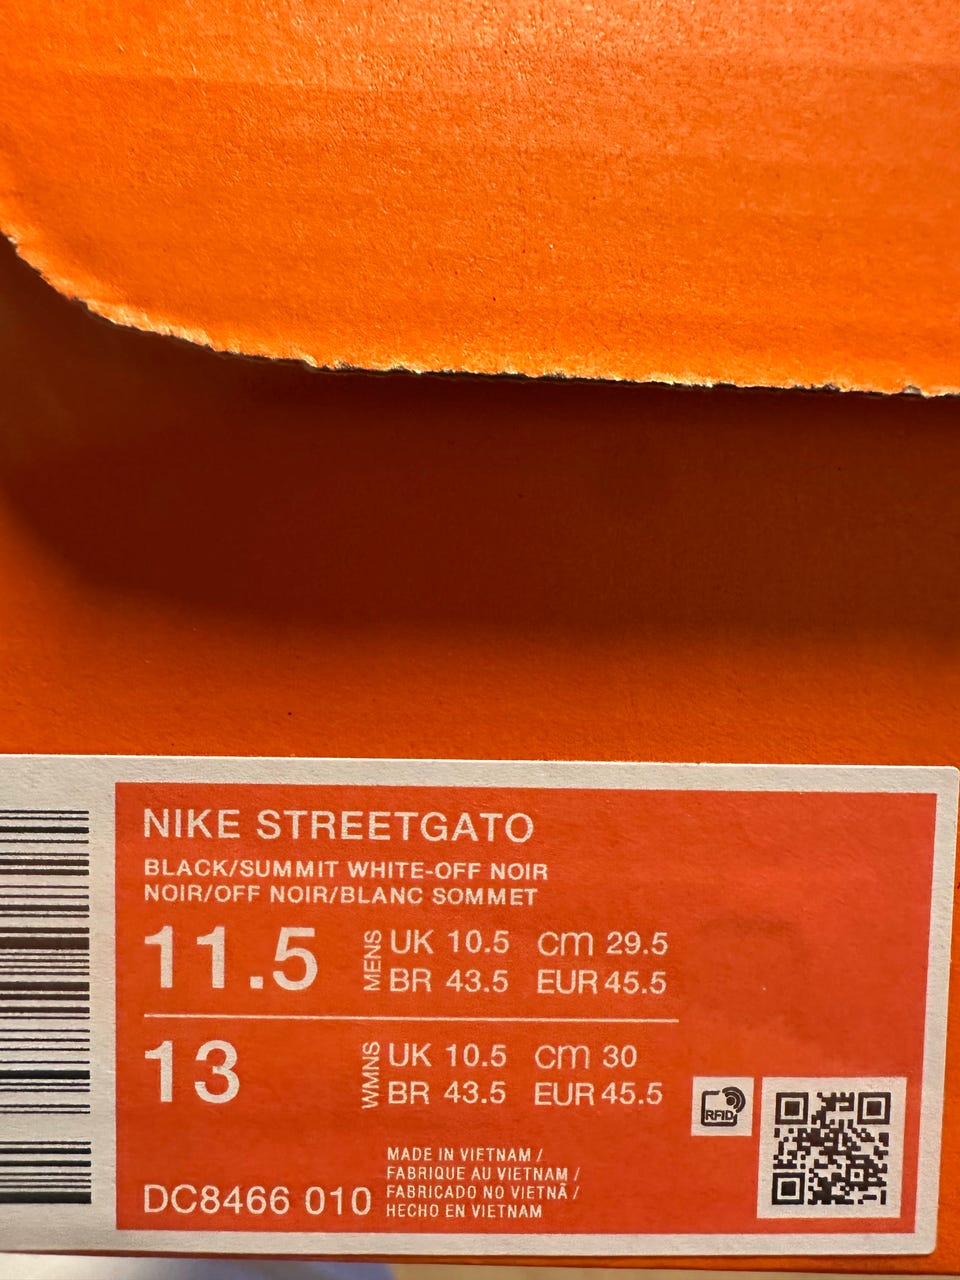 NIKE STREETGATO
BLACK/SUMMIT WHITE-OFF NOIR
NOIR/OFF NOIR/BLANC SOMMET
11.5
MENS
UK 10.5 cm 29.5
BR 43.5 EUR 45.5
13
WMNS
UK 10.5 cm 30
BR 43.5 EUR 45.5
RFID
MADE IN VIETNAM /
FABRIQUE AU VIETNAM /
FABRICADO NO VIETNÃ /
HECHO EN VIETNAM
DC8466 010